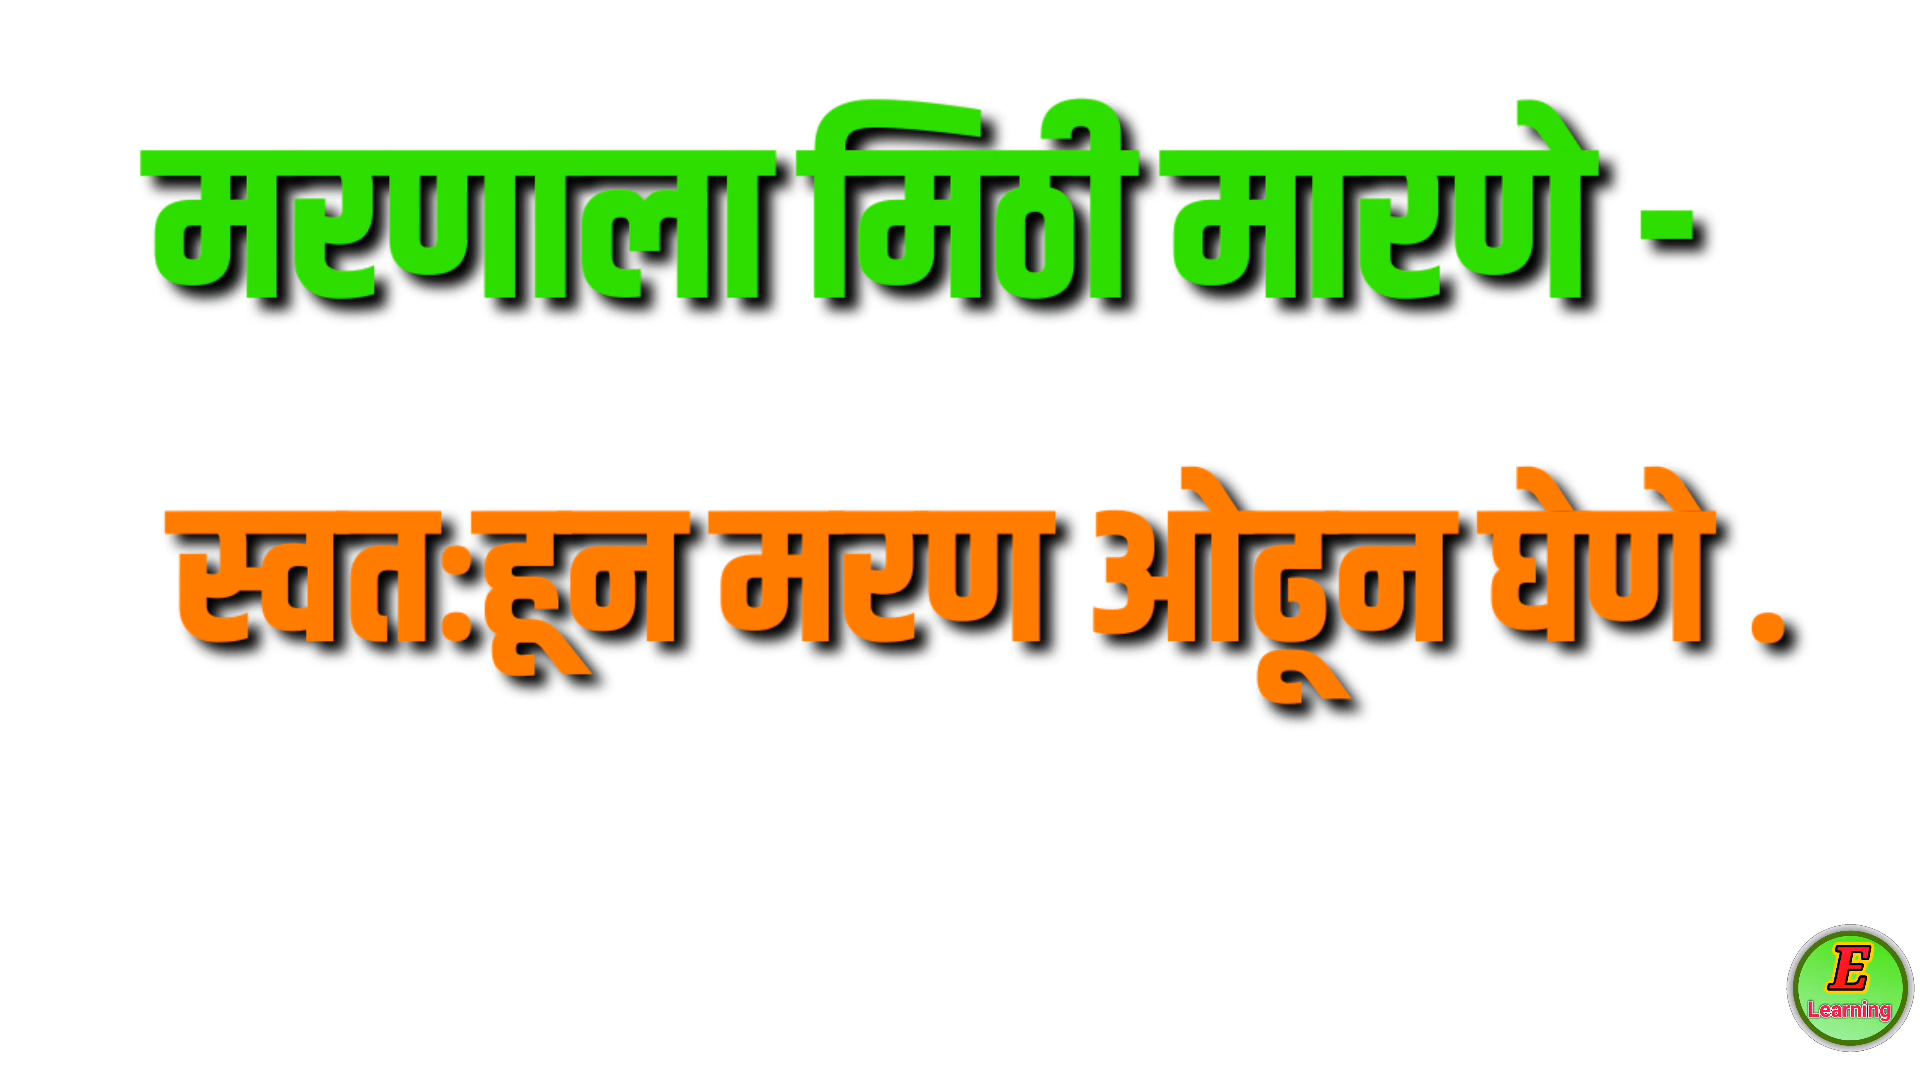 मरणाला मिठी मारणे -
स्वत:हून मरण ओढून घेणे .
E
Learning